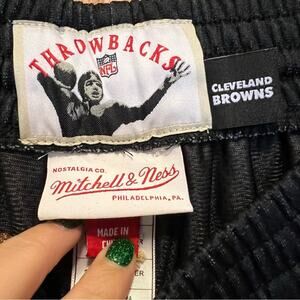 THROWBACKS
NFL
CLEVELAND
BROWNS
NOSTALGIA CO.
Mitchell & Ness
PHILADELPHIA, PA.
MADE IN